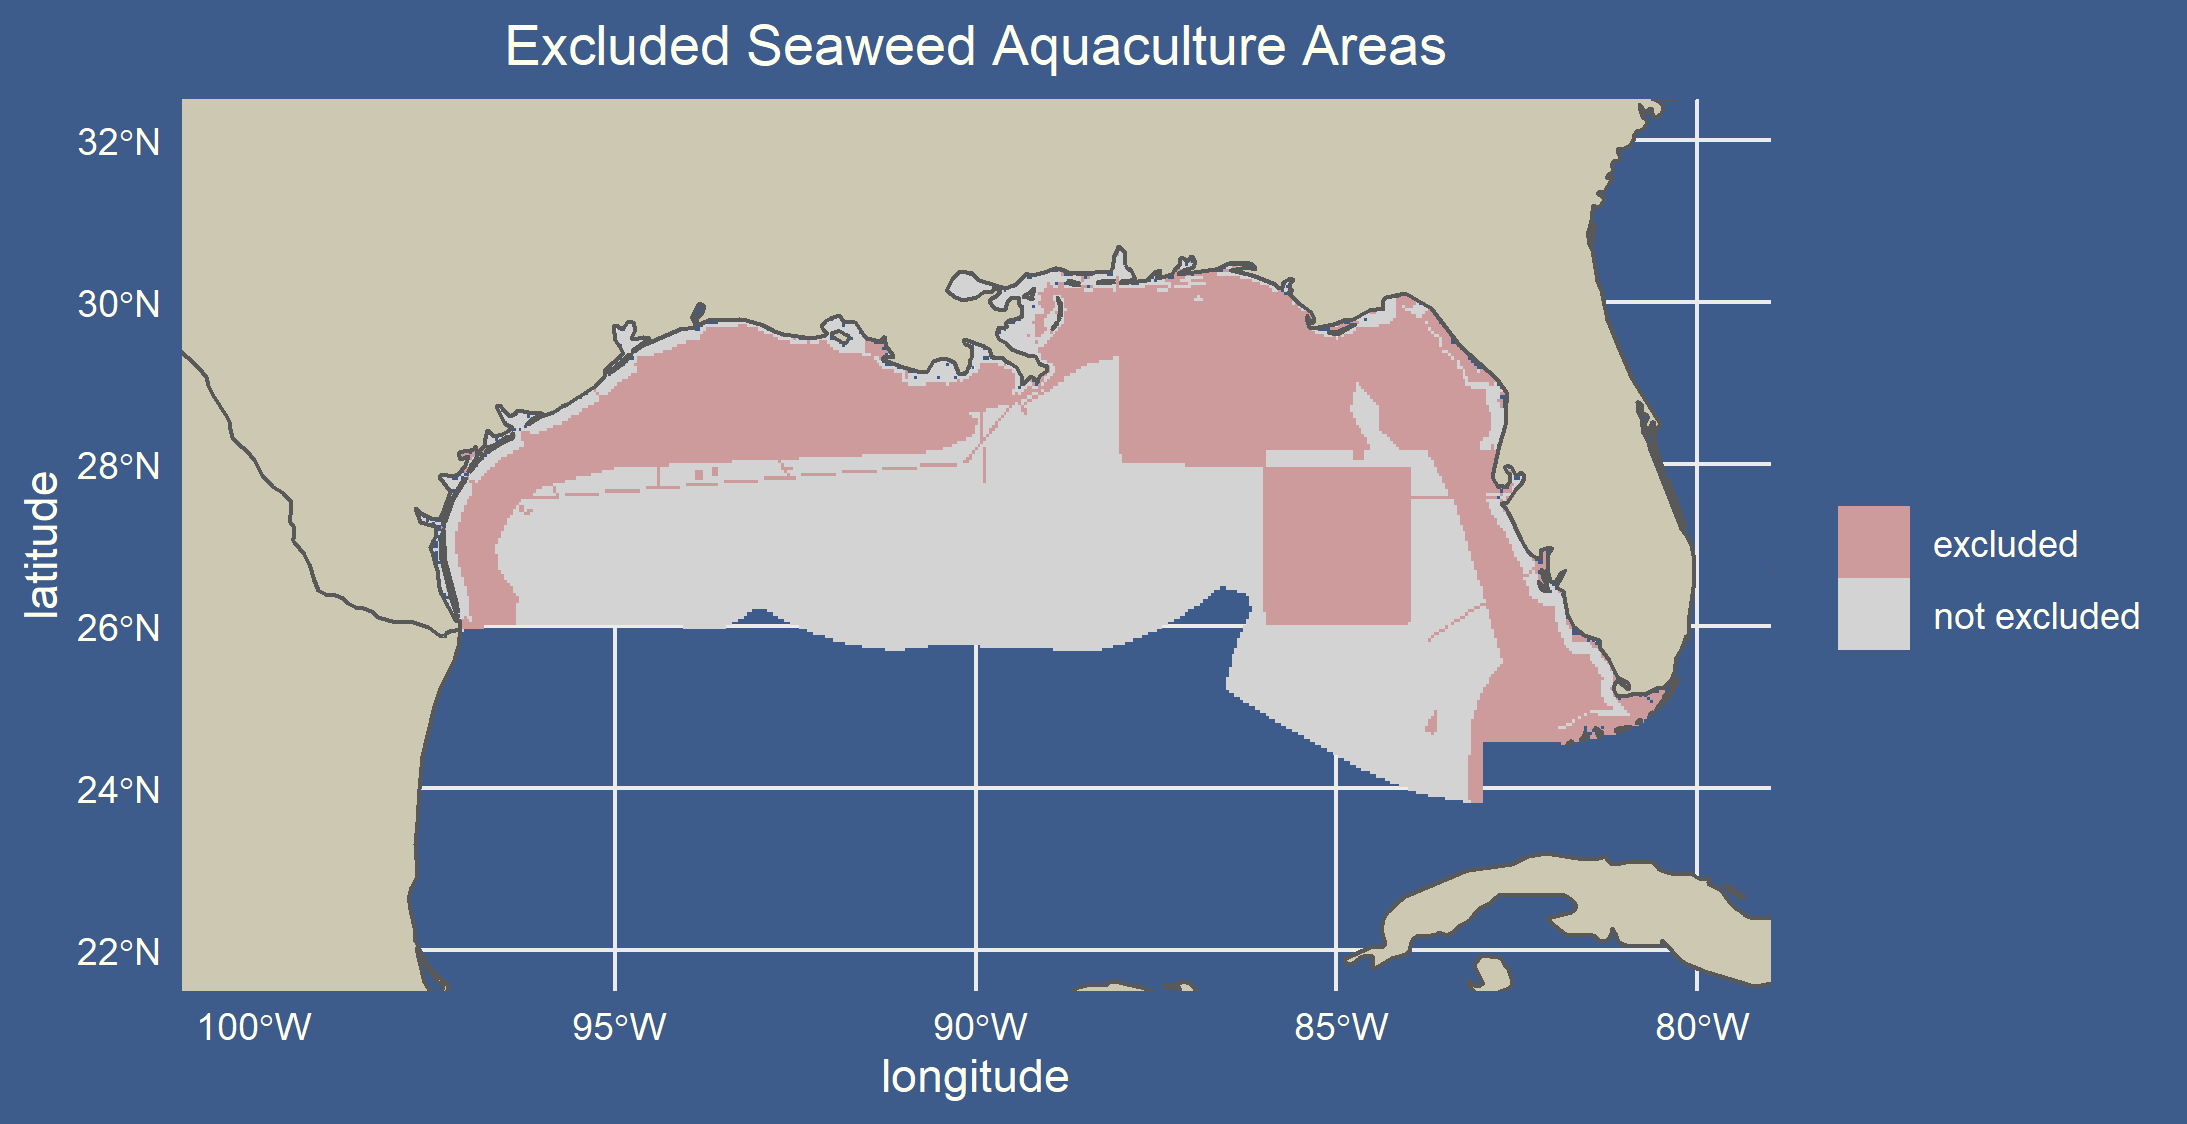 Excluded Seaweed Aquaculture Areas
32°N
30°N
28°N
26°N
24°N
22°N
latitude
100°W
95°W
90°W
85°W
80°W
longitude
excluded
not excluded